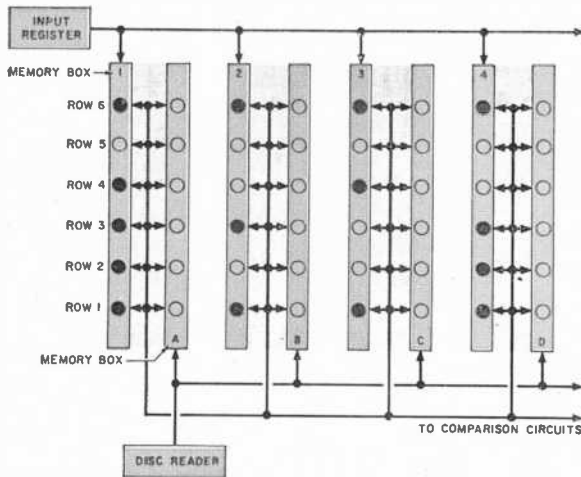 INPUT
REGISTER
MEMORY BOX
1
2
3
4
ROW 6
ROW 5
ROW 4
ROW 3
ROW 2
ROW 1
A
B
C
D
MEMORY BOX
TO COMPARISON CIRCUITS
DISC READER